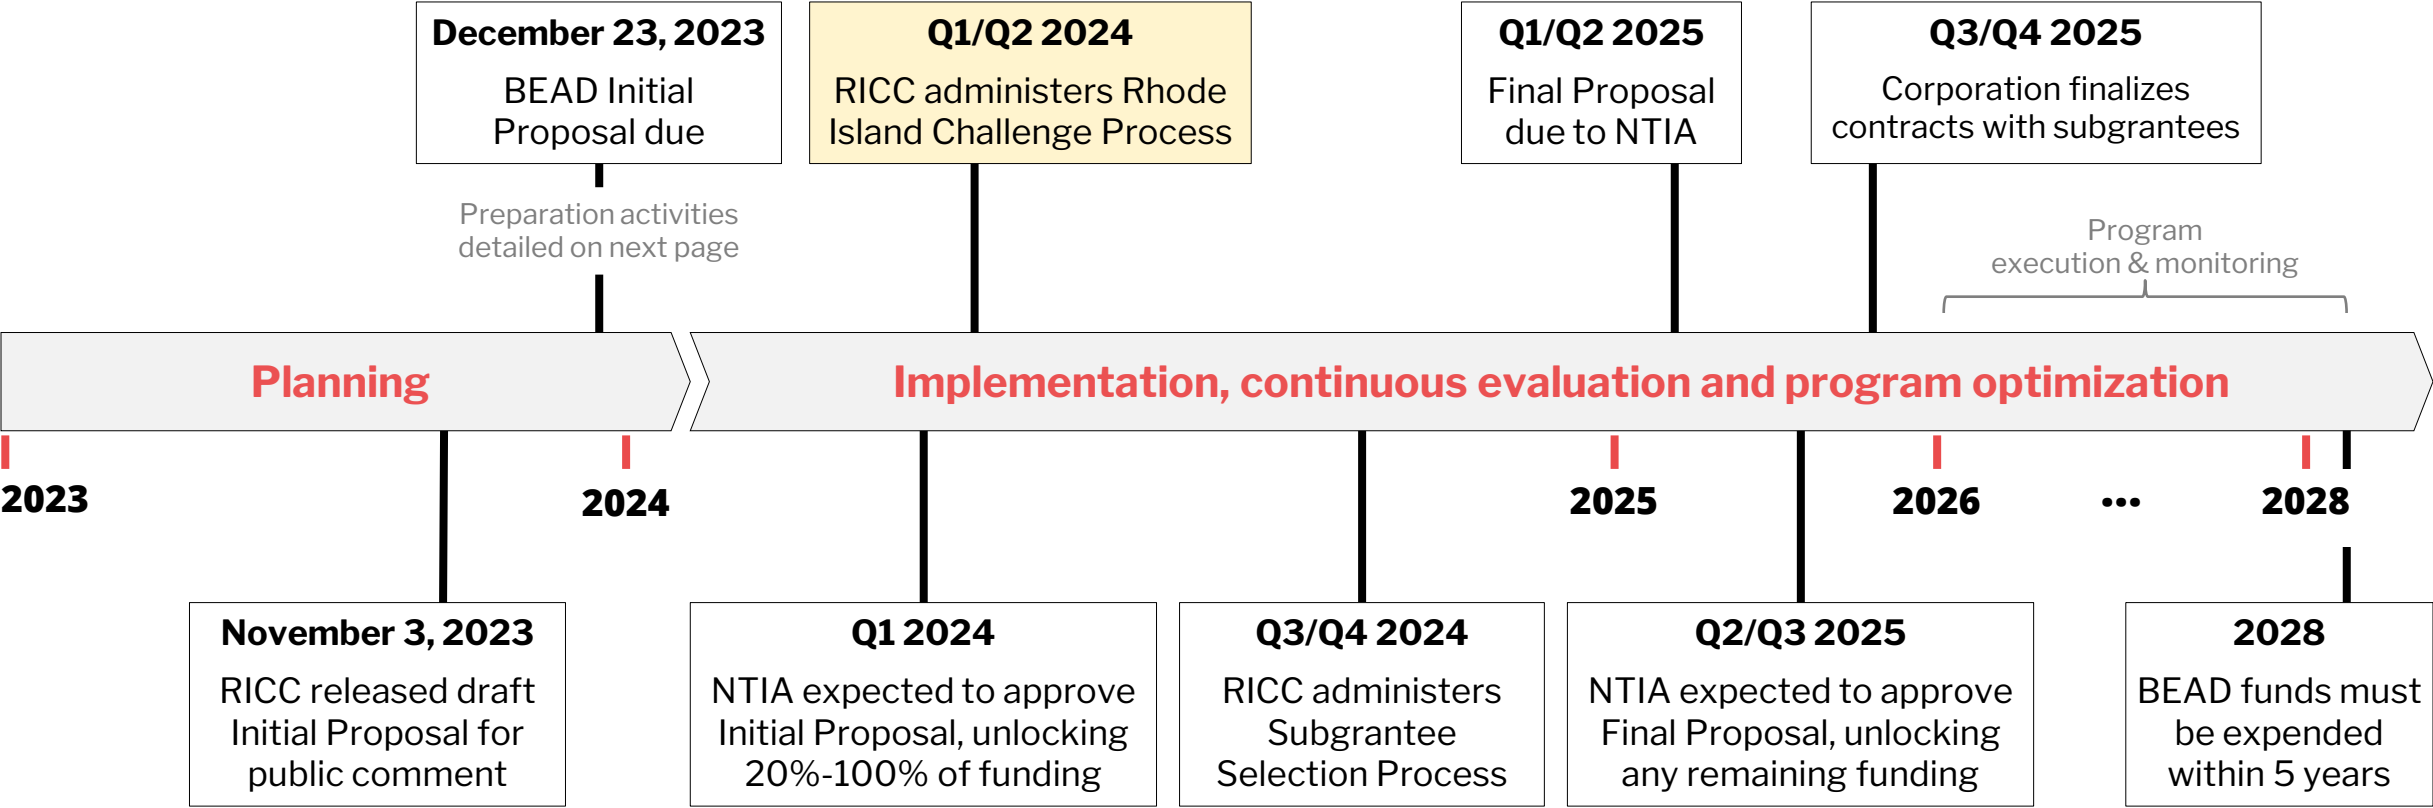 December 23, 2023
BEAD Initial
Proposal due
Q1/Q2 2024
RICC administers Rhode
Island Challenge Process
Q1/Q2 2025
Final Proposal
due to NTIA
Q3/Q4 2025
Corporation finalizes
contracts with subgrantees
Preparation activities
detailed on next page
Program
execution & monitoring
Planning
Implementation, continuous evaluation and program optimization
2023
2024
2025
2026
...
2028
November 3, 2023
RICC released draft
Initial Proposal for
public comment
Q1 2024
NTIA expected to approve
Initial Proposal, unlocking
20%-100% of funding
Q3/Q4 2024
RICC administers
Subgrantee
Selection Process
Q2/Q3 2025
NTIA expected to approve
Final Proposal, unlocking
any remaining funding
2028
BEAD funds must
be expended
within 5 years